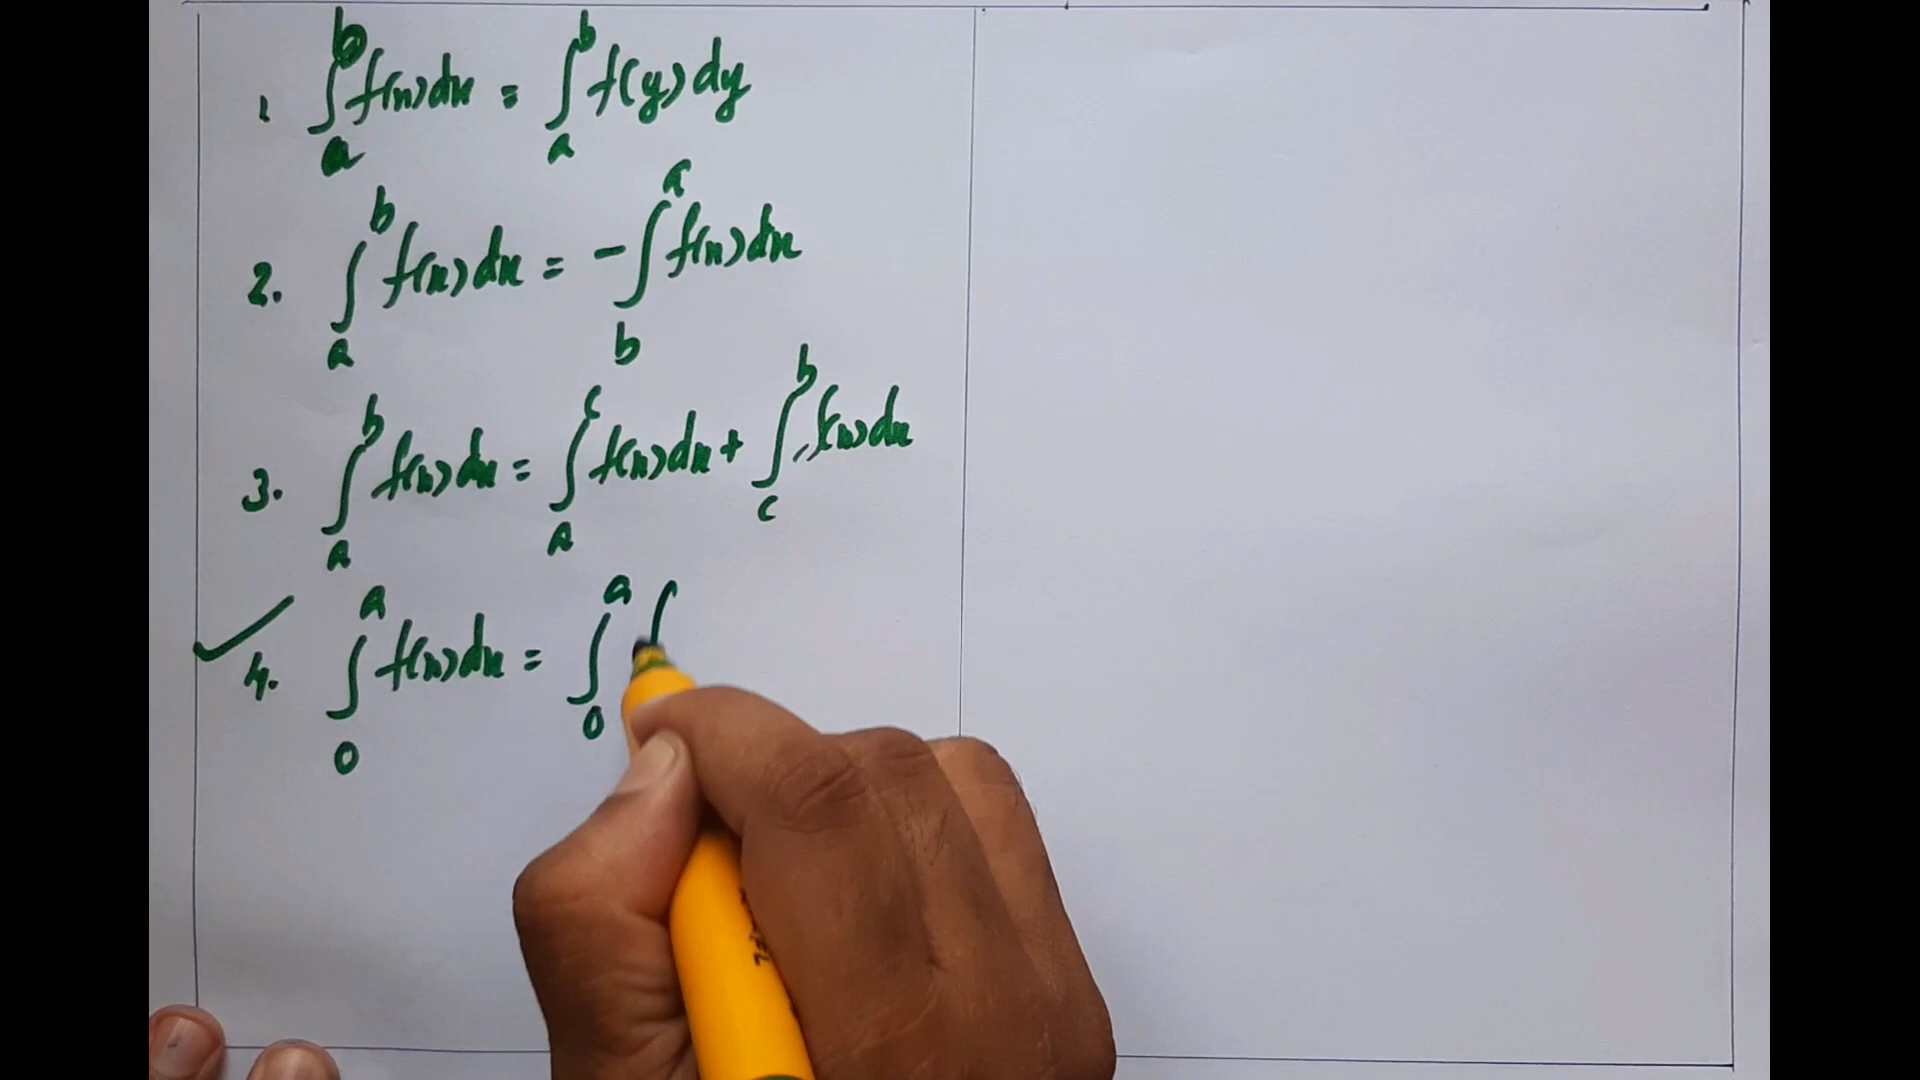 1. ∫_a^b f(x)dx = ∫_a^b f(y)dy
2. ∫_a^b f(x)dx = -∫_b^a f(x)dx
3. ∫_a^b f(x)dx = ∫_a^c f(x)dx + ∫_c^b f(x)dx
4. ∫_0^a f(x)dx = ∫_0^a